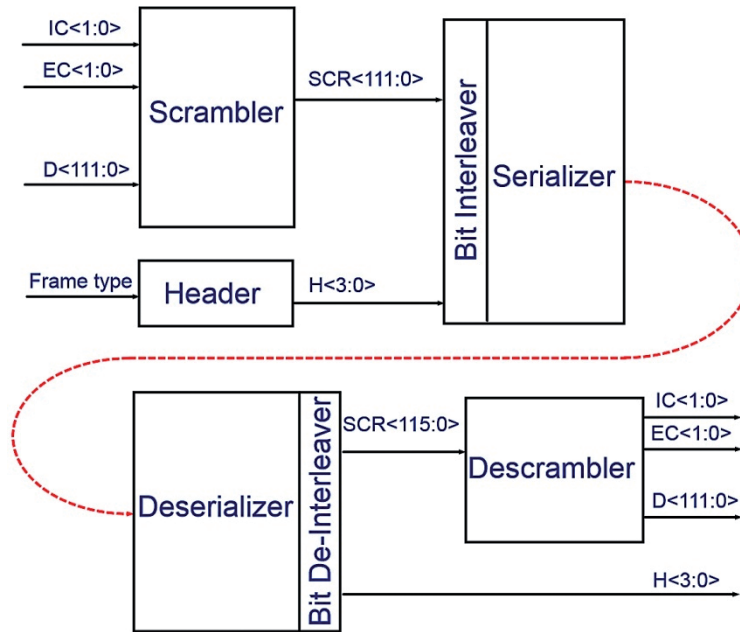 IC<1:0>
EC<1:0>
D<111:0>
Scrambler
SCR<111:0>
Bit Interleaver
Serializer
Frame type
Header
H<3:0>
Deserializer
Bit De-Interleaver
SCR<115:0>
Descrambler
IC<1:0>
EC<1:0>
D<111:0>
H<3:0>